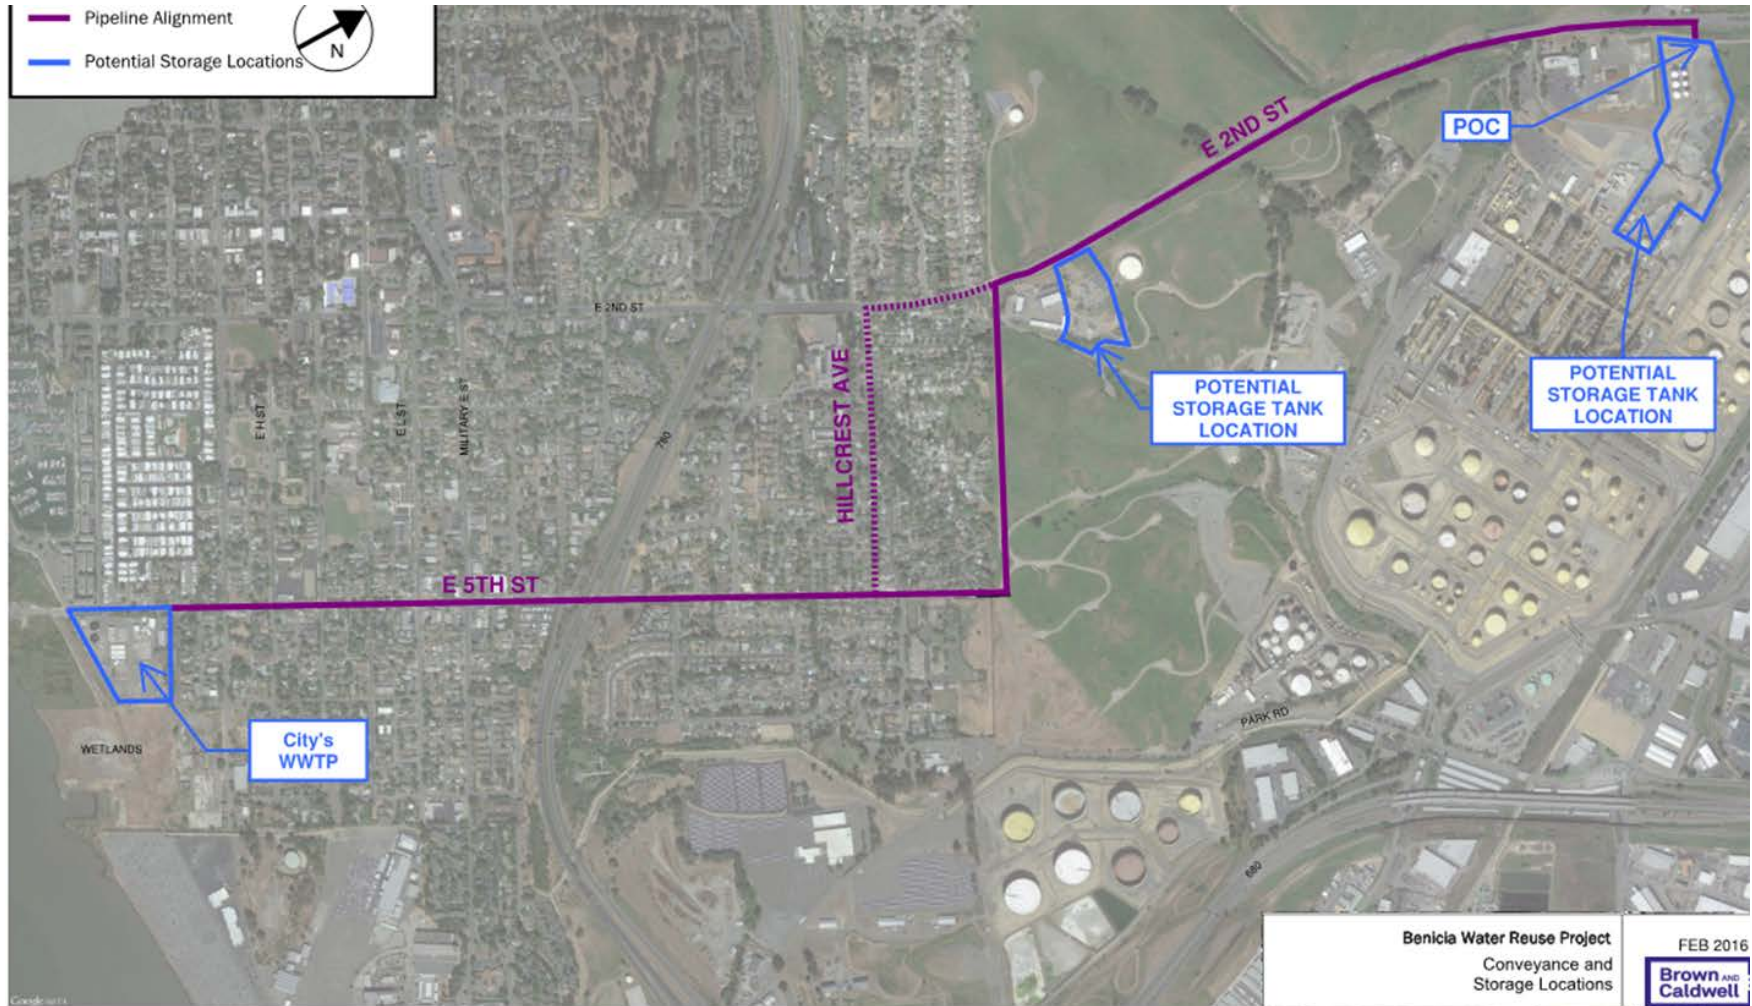 Pipeline Alignment
Potential Storage Locations
N
E 2ND ST
POC
E 2ND ST
HILLCREST AVE
POTENTIAL
STORAGE TANK
LOCATION
POTENTIAL
STORAGE TANK
LOCATION
E H ST
E L ST
MILITARY E ST
780
E 5TH ST
City's
WWTP
WETLANDS
PARK RD
680
Benicia Water Reuse Project
Conveyance and
Storage Locations
FEB 2016
Brown AND
Caldwell
Google earth